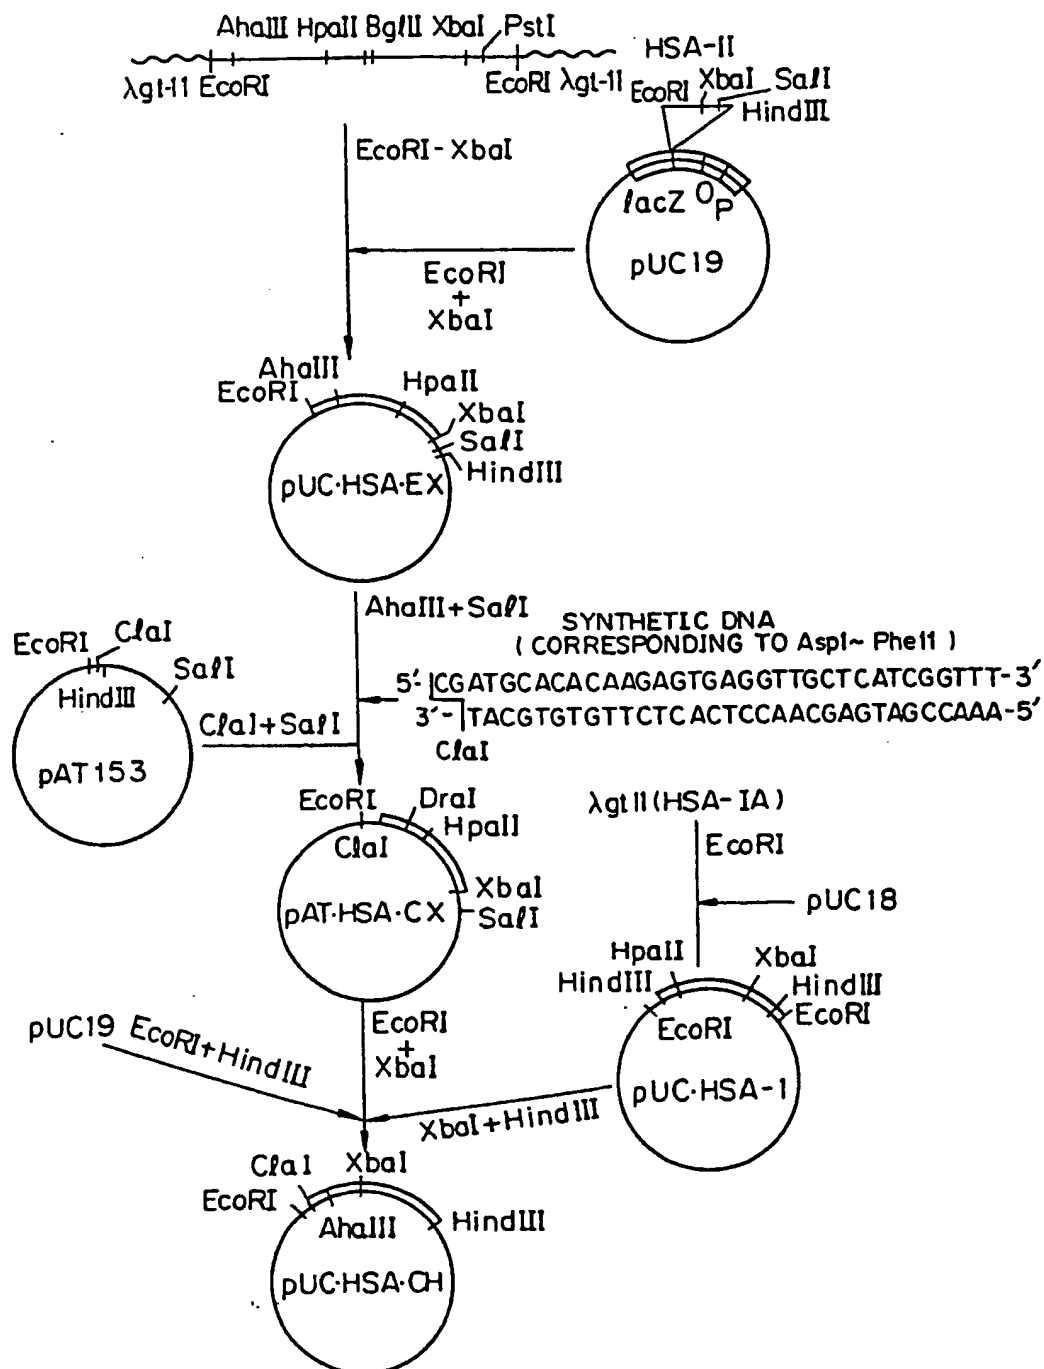 AhaIII HpaII BglII XbaI PstI
λgt-11 EcoRI EcoRI λgt-11
HSA-II
EcoRI XbaI SalI
HindIII
EcoRI-XbaI
lacZ O P
pUC19
EcoRI
+
XbaI
AhaIII
EcoRI
HpaII
XbaI
SalI
HindIII
pUC·HSA·EX
AhaIII+SalI
SYNTHETIC DNA
(CORRESPONDING TO Asp1~Phe11)
5'-CGATGCACACAAGAGTGAGGTTGCTCATCGGTTT-3'
3'-TACGTGTGTTCTCACTCCAACGAGTAGCCAAA-5'
ClaI
EcoRI ClaI
SalI
HindIII
ClaI+SalI
pAT153
EcoRI DraI
HpaII
ClaI
XbaI
SalI
pAT·HSA·CX
λgt11(HSA-IA)
EcoRI
pUC18
HpaII XbaI
HindIII HindIII
EcoRI EcoRI
pUC·HSA-1
pUC19 EcoRI+HindIII
EcoRI
+
XbaI
XbaI+HindIII
ClaI XbaI
EcoRI
AhaIII HindIII
pUC·HSA·CH